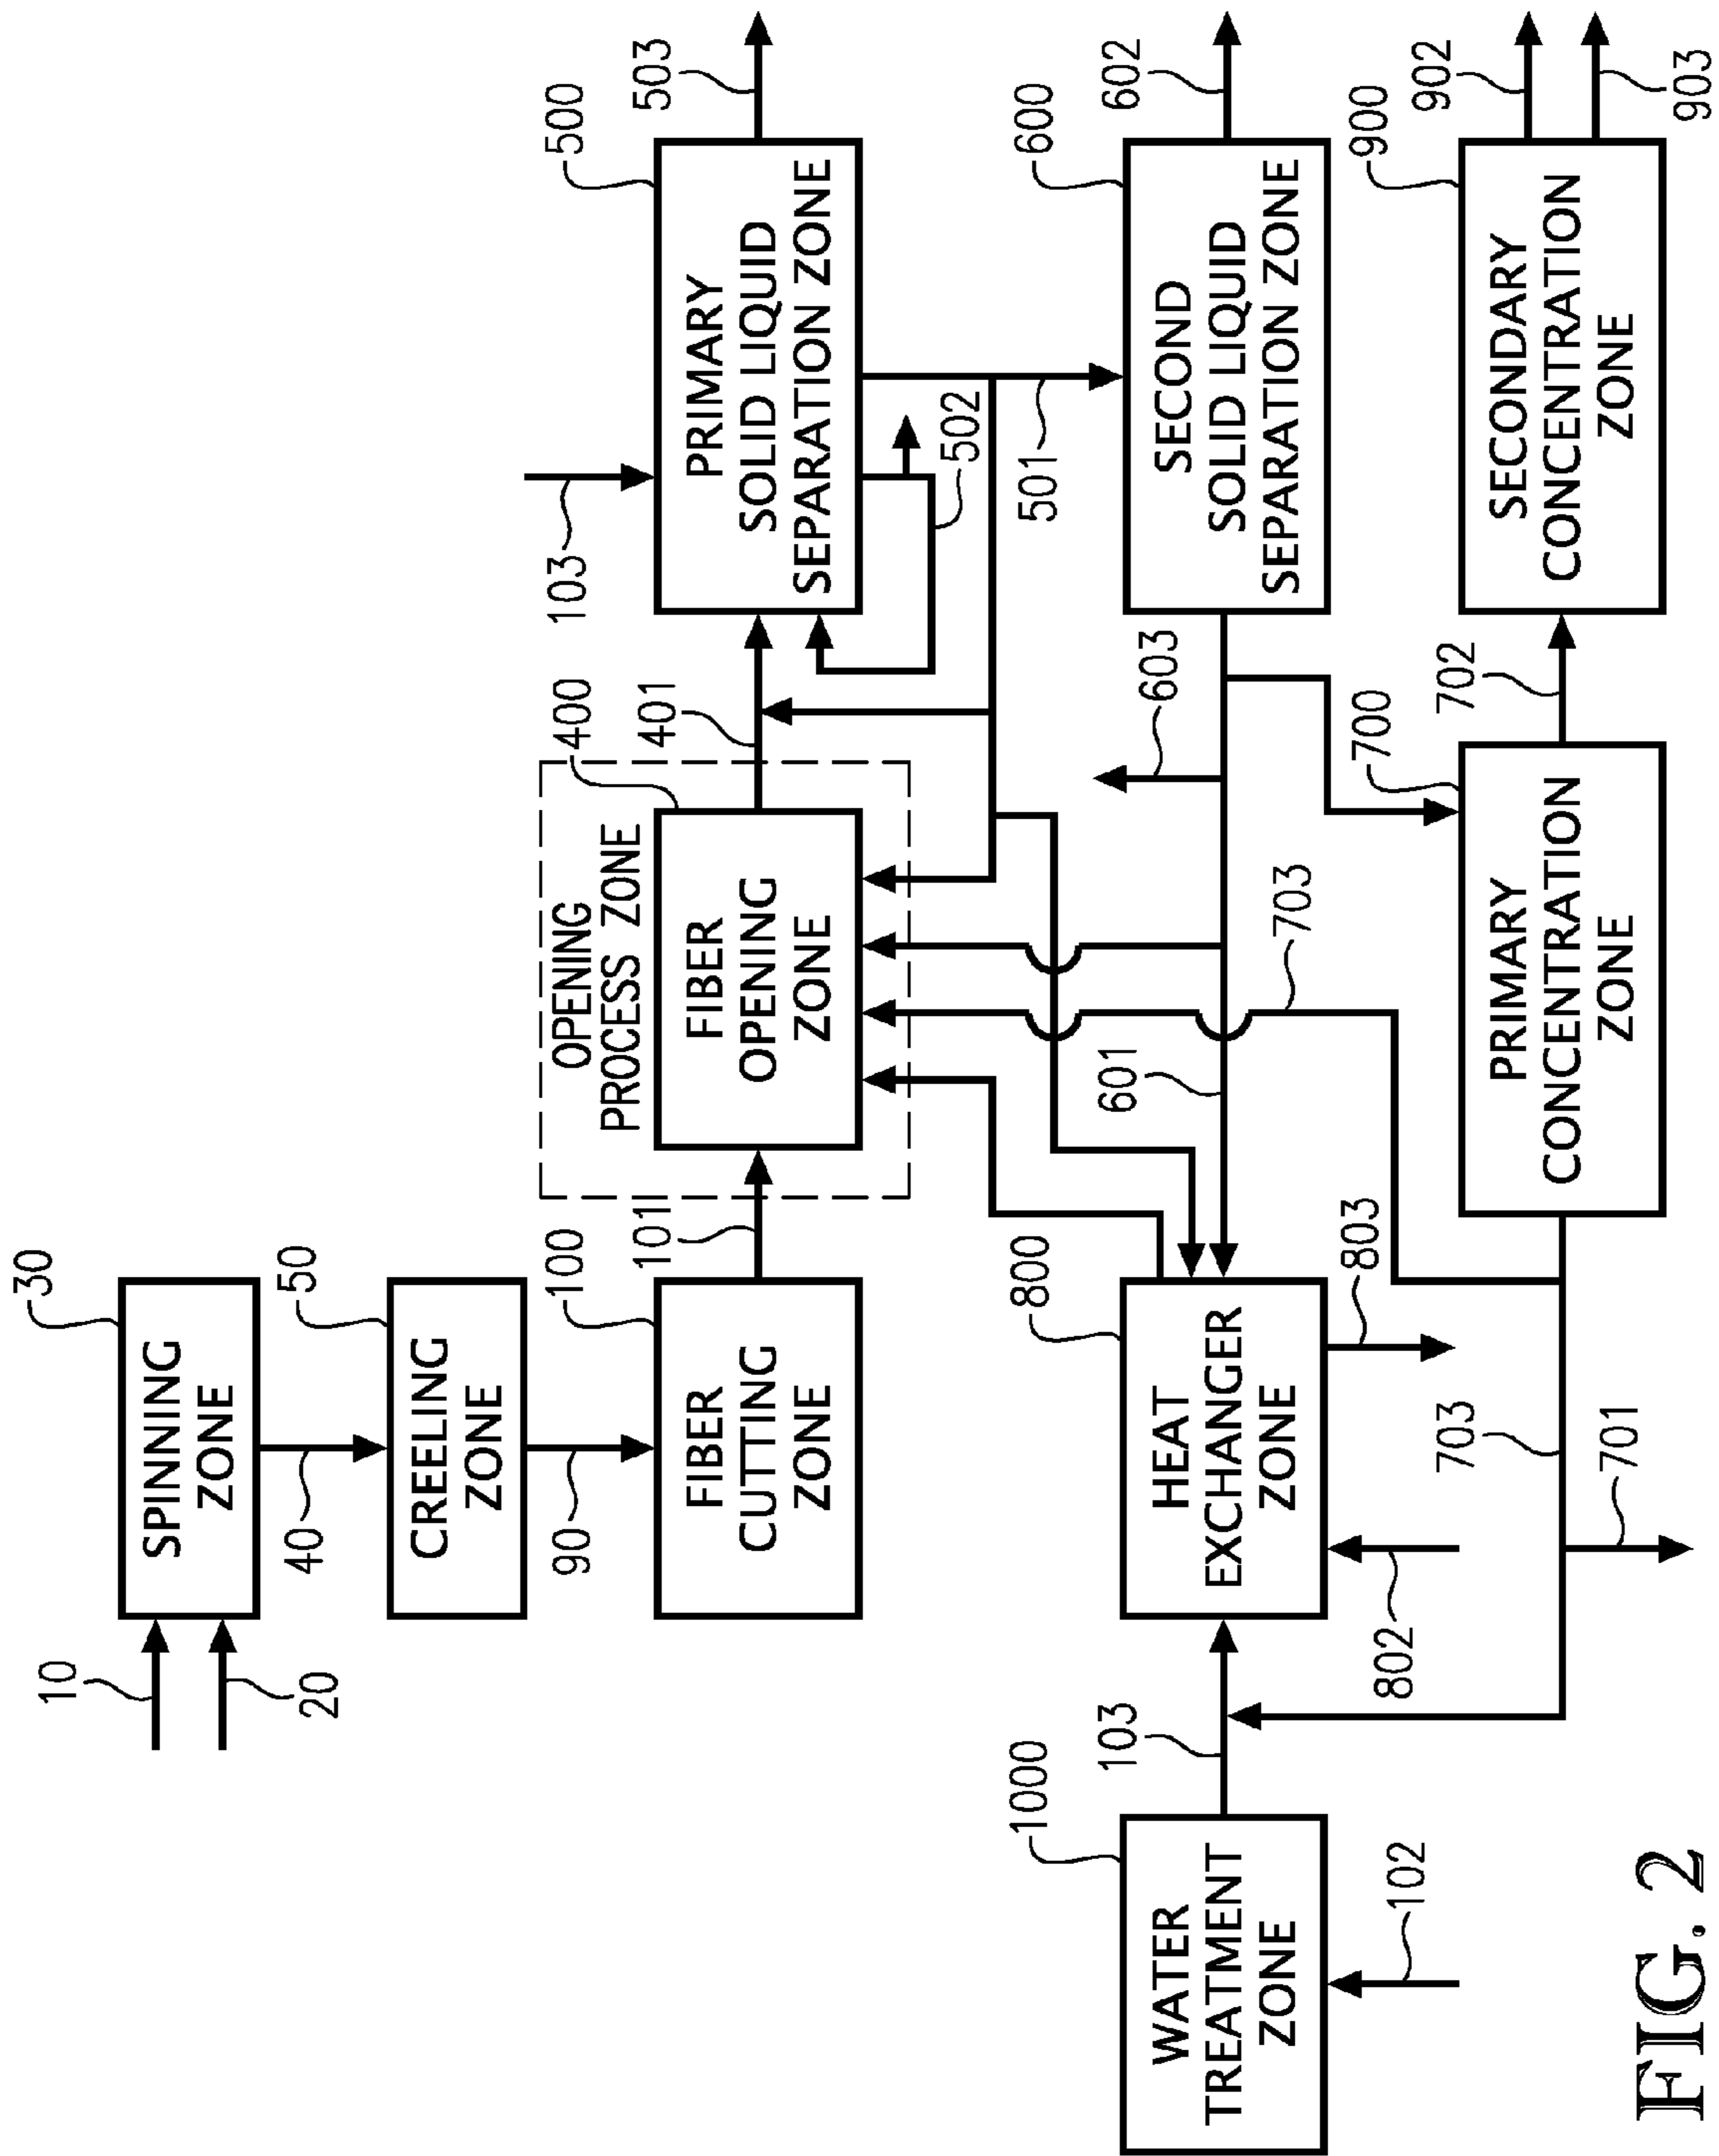 10
20
30
SPINNING
ZONE
40
50
CREELING
ZONE
90
100
FIBER
CUTTING
ZONE
101
OPENING
PROCESS ZONE
400
FIBER
OPENING
ZONE
401
103
500
PRIMARY
SOLID LIQUID
SEPARATION ZONE
503
502
501
600
SECOND
SOLID LIQUID
SEPARATION ZONE
602
603
601
703
800
HEAT
EXCHANGER
ZONE
803
802
1000
WATER
TREATMENT
ZONE
103
102
700
PRIMARY
CONCENTRATION
ZONE
702
703
701
900
SECONDARY
CONCENTRATION
ZONE
902
903
FIG. 2